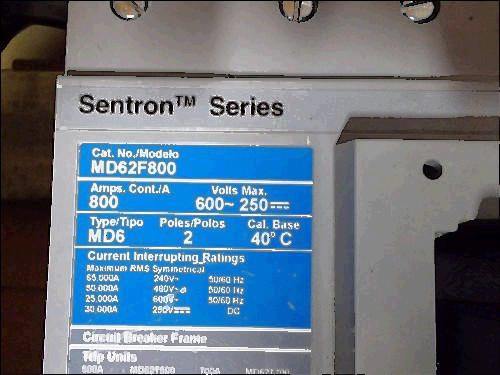 Sentron™ Series
Cat. No./Modelo
MD62F800
Amps. Cont./A Volts Max.
800 600~ 250⎓
Type/Tipo Poles/Polos Cal. Base
MD6 2 40° C
Current Interrupting Ratings
Maximum RMS Symmetrical
65,000A 240V~ 50/60 Hz
50,000A 480V~ 50/60 Hz
25,000A 600V~ 50/60 Hz
30,000A 250V⎓ DC
Circuit Breaker Frame
Trip Units